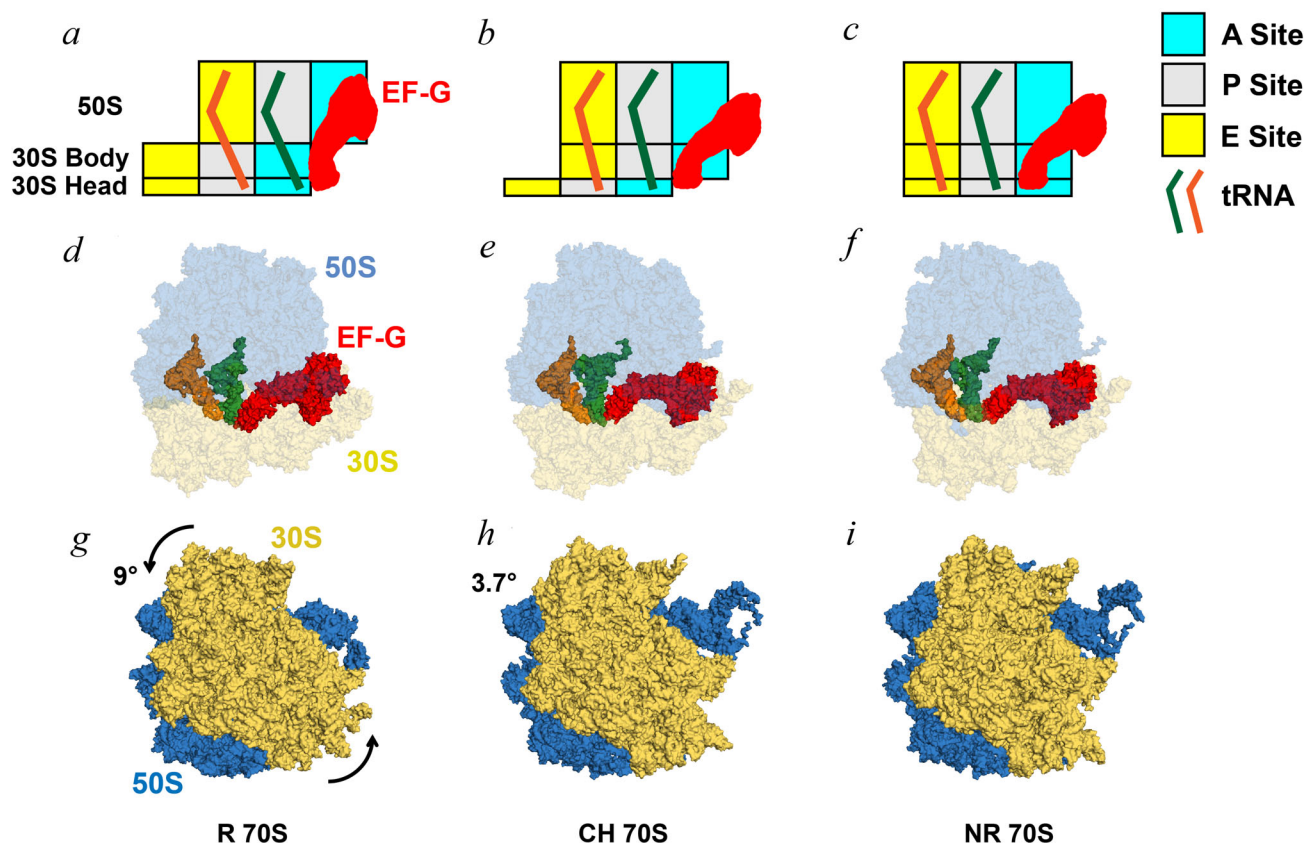 a
b
c
50S
30S Body
30S Head
EF-G
A Site
P Site
E Site
tRNA
d
e
f
50S
EF-G
30S
g
h
i
9°
30S
3.7°
50S
R 70S
CH 70S
NR 70S